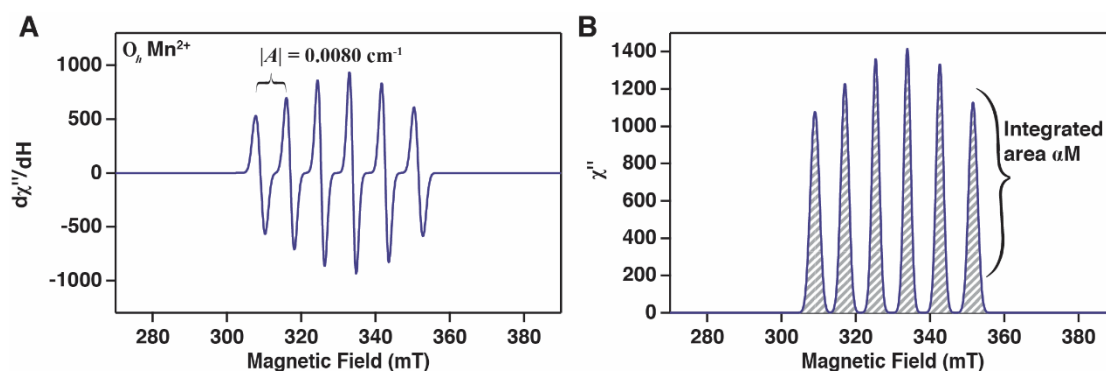 A
O_h Mn²⁺
|A| = 0.0080 cm⁻¹
1000
500
0
-500
-1000
dχ''/dH
280 300 320 340 360 380
Magnetic Field (mT)
B
1400
1200
1000
800
600
400
200
0
χ''
Integrated
area αM
280 300 320 340 360 380
Magnetic Field (mT)